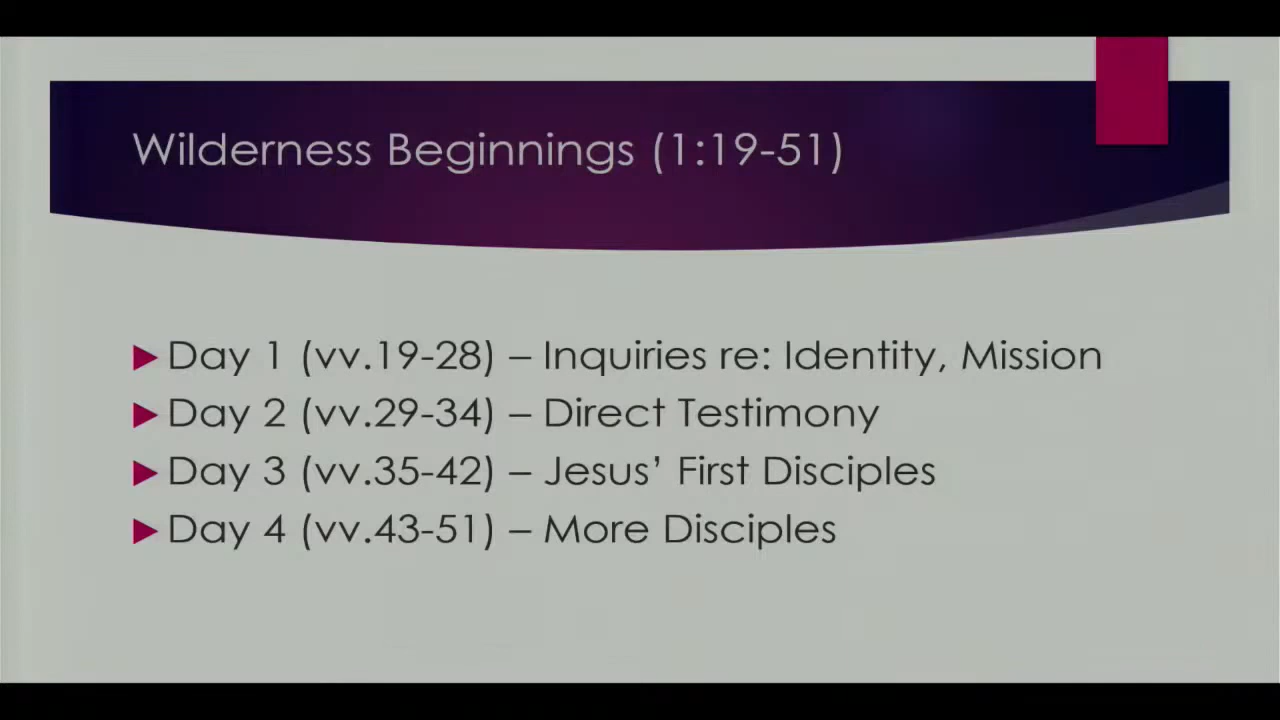 Wilderness Beginnings (1:19-51)
Day 1 (vv.19-28) – Inquiries re: Identity, Mission
Day 2 (vv.29-34) – Direct Testimony
Day 3 (vv.35-42) – Jesus’ First Disciples
Day 4 (vv.43-51) – More Disciples